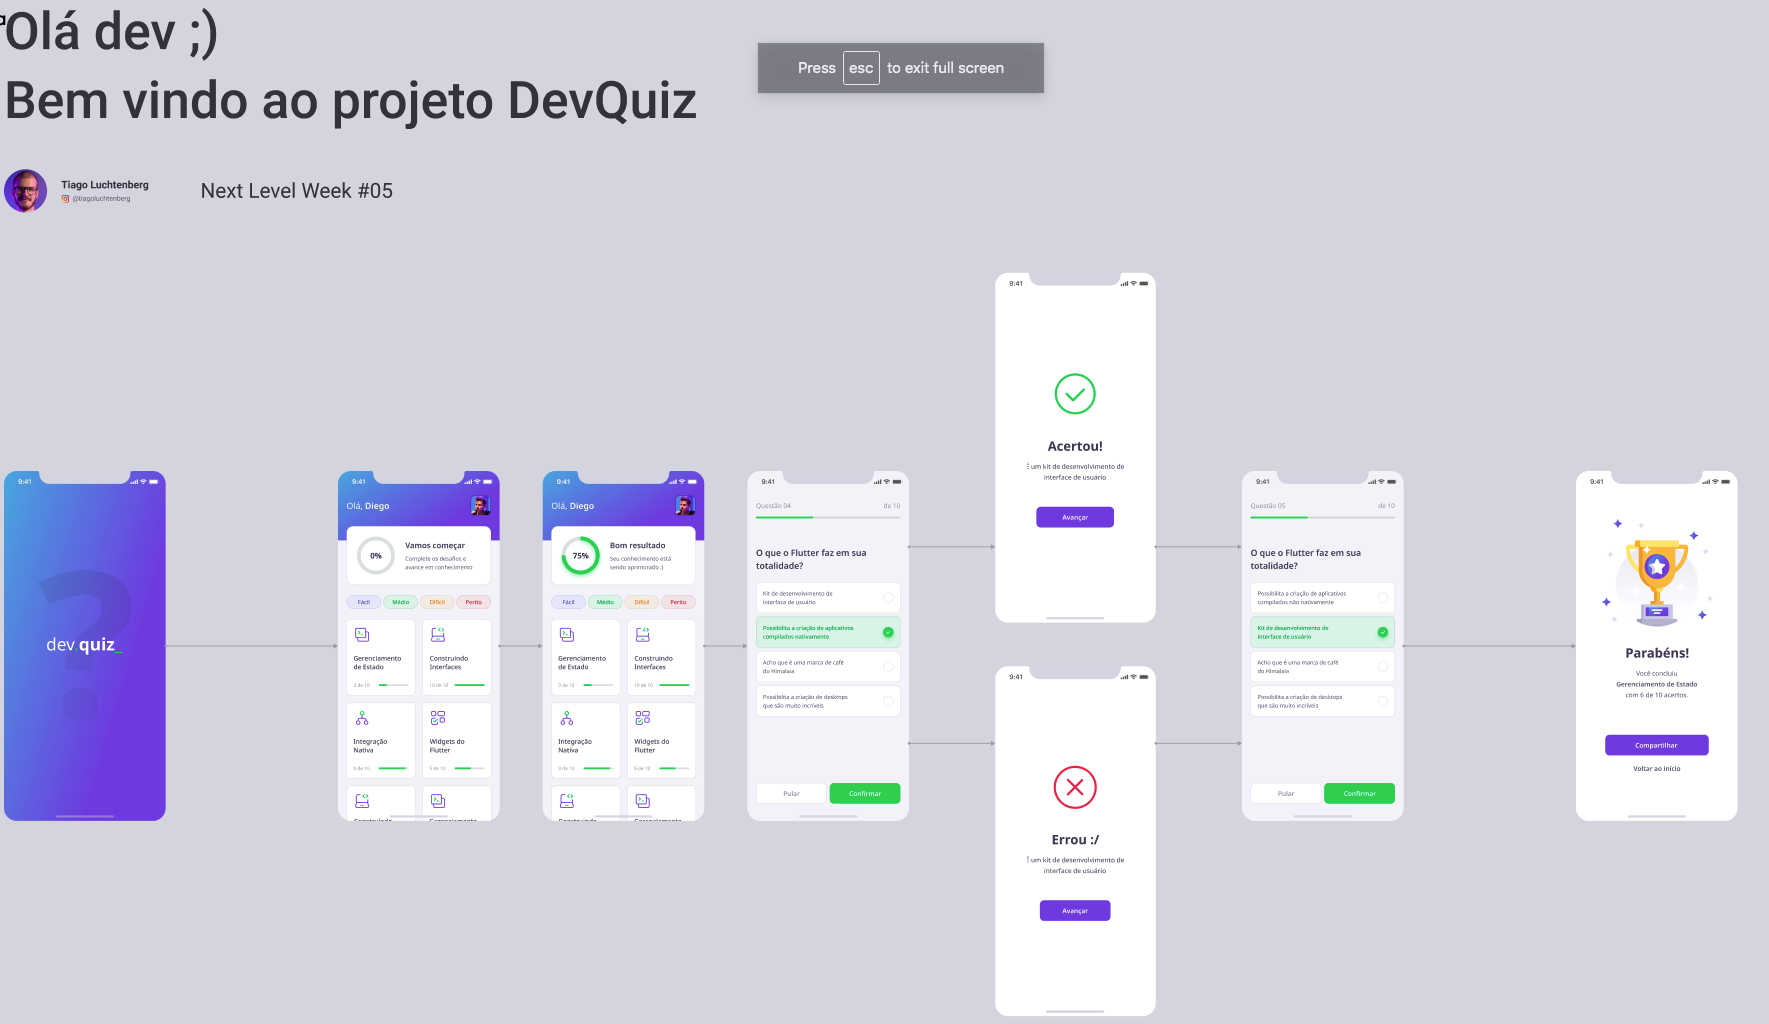 Olá dev ;)
Bem vindo ao projeto DevQuiz
Press esc to exit full screen
Tiago Luchtenberg
@tiagoluchtenberg
Next Level Week #05
9:41
dev.quiz_
9:41
Olá, Diego
0%
Vamos começar
Complete os desafios e
avance em conhecimento
Fácil
Médio
Difícil
Perito
Gerenciamento
de Estado
3 de 10
Construindo
Interfaces
10 de 10
Integração
Nativa
9 de 10
Widgets do
Flutter
5 de 10
Construindo
Gerenciamento
9:41
Olá, Diego
75%
Bom resultado
Seu conhecimento está
sendo aprimorado :)
Fácil
Médio
Difícil
Perito
Gerenciamento
de Estado
3 de 10
Construindo
Interfaces
10 de 10
Integração
Nativa
9 de 10
Widgets do
Flutter
5 de 10
Construindo
Gerenciamento
9:41
Questão 04
de 10
O que o Flutter faz em sua
totalidade?
Kit de desenvolvimento de
interface de usuário
Possibilita a criação de aplicativos
compilados nativamente
Acho que é uma marca de café
do Himalaia
Possibilita a criação de desktops
que são muito incríveis
Pular
Confirmar
9:41
Acertou!
um kit de desenvolvimento de
interface de usuário
Avançar
9:41
Errou :/
um kit de desenvolvimento de
interface de usuário
Avançar
9:41
Questão 05
de 10
O que o Flutter faz em sua
totalidade?
Possibilita a criação de aplicativos
compilados não nativamente
Kit de desenvolvimento de
interface de usuário
Acho que é uma marca de café
do Himalaia
Possibilita a criação de desktops
que são muito incríveis
Pular
Confirmar
9:41
Parabéns!
Você concluiu
Gerenciamento de Estado
com 6 de 10 acertos.
Compartilhar
Voltar ao início